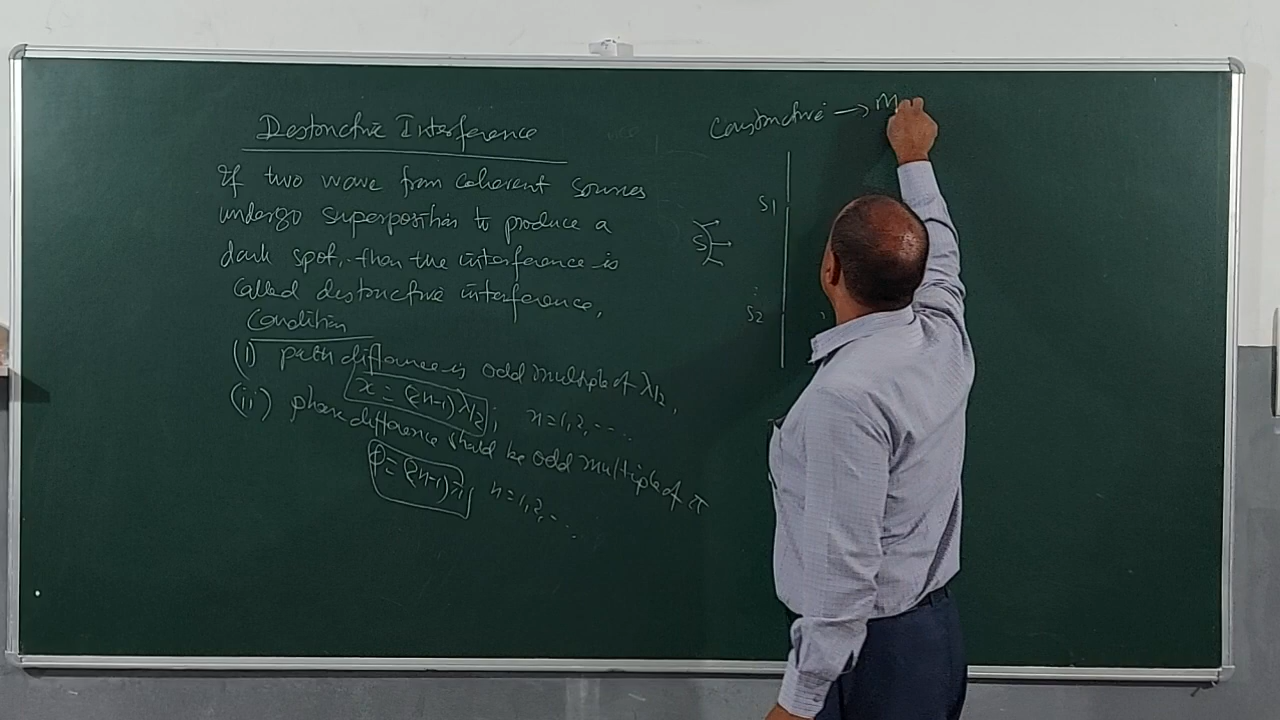 Destructive Interference
If two wave from coherent sources
undergo superposition to produce a
dark spot, then the interference is
called destructive interference,
Condition
(i) path difference is odd multiple of λ/2,
x = (2n-1) λ/2 ; n=1,2,-- ...
(ii) phase difference should be odd multiple of π
φ = (2n-1)π, n=1,2,- ...
Constructive → M
S1
S
S2